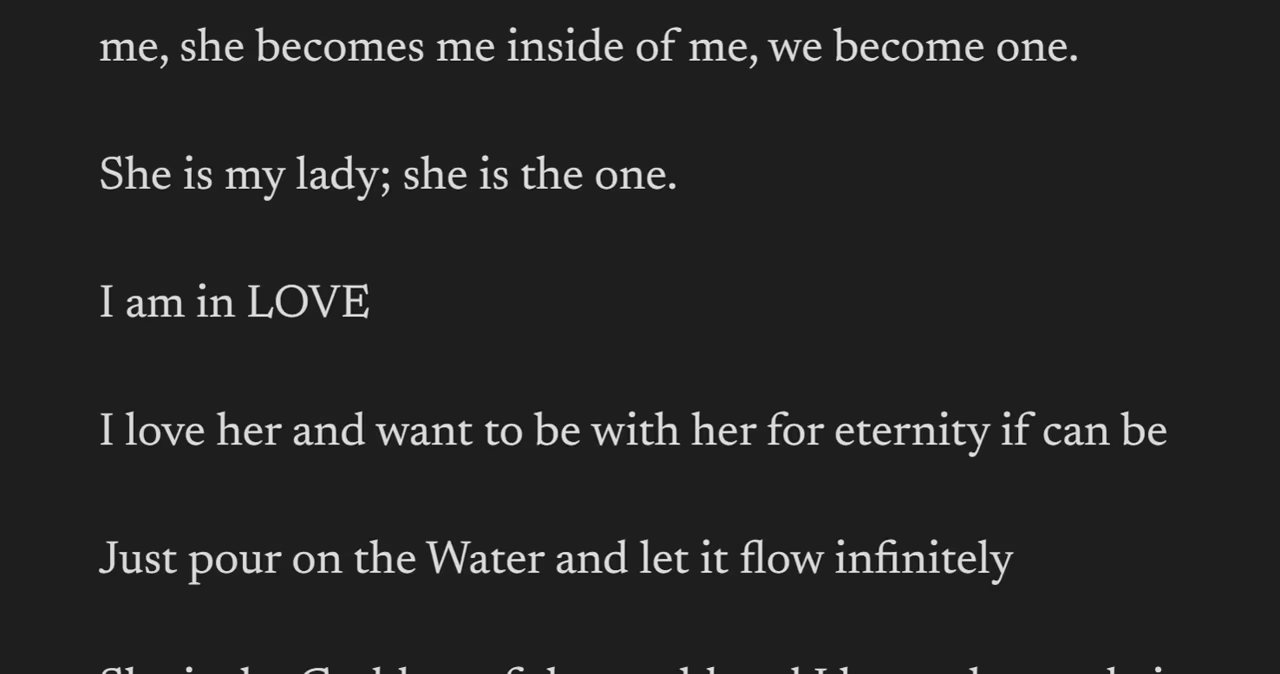 me, she becomes me inside of me, we become one.
She is my lady; she is the one.
I am in LOVE
I love her and want to be with her for eternity if can be
Just pour on the Water and let it flow infinitely